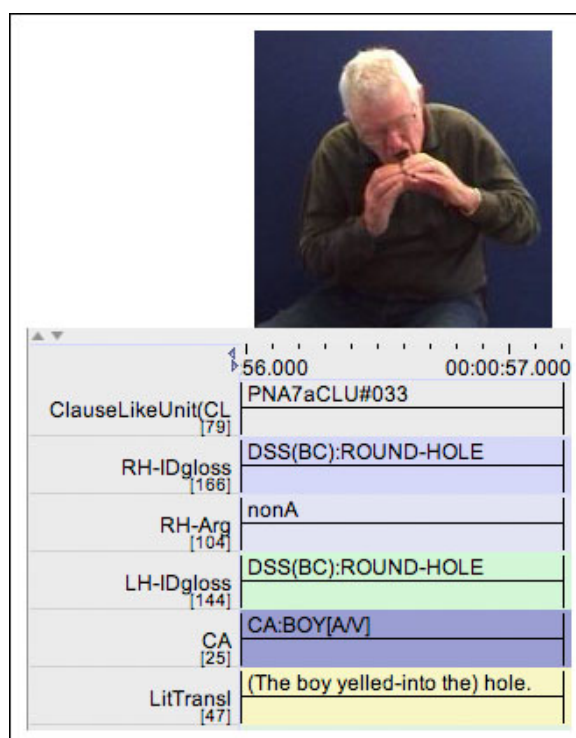 56.000 00:00:57.000
ClauseLikeUnit(CL PNA7aCLU#033
[79]
RH-IDgloss DSS(BC):ROUND-HOLE
[166]
RH-Arg nonA
[104]
LH-IDgloss DSS(BC):ROUND-HOLE
[144]
CA CA:BOY[A/V]
[25]
LitTransl (The boy yelled-into the) hole.
[47]